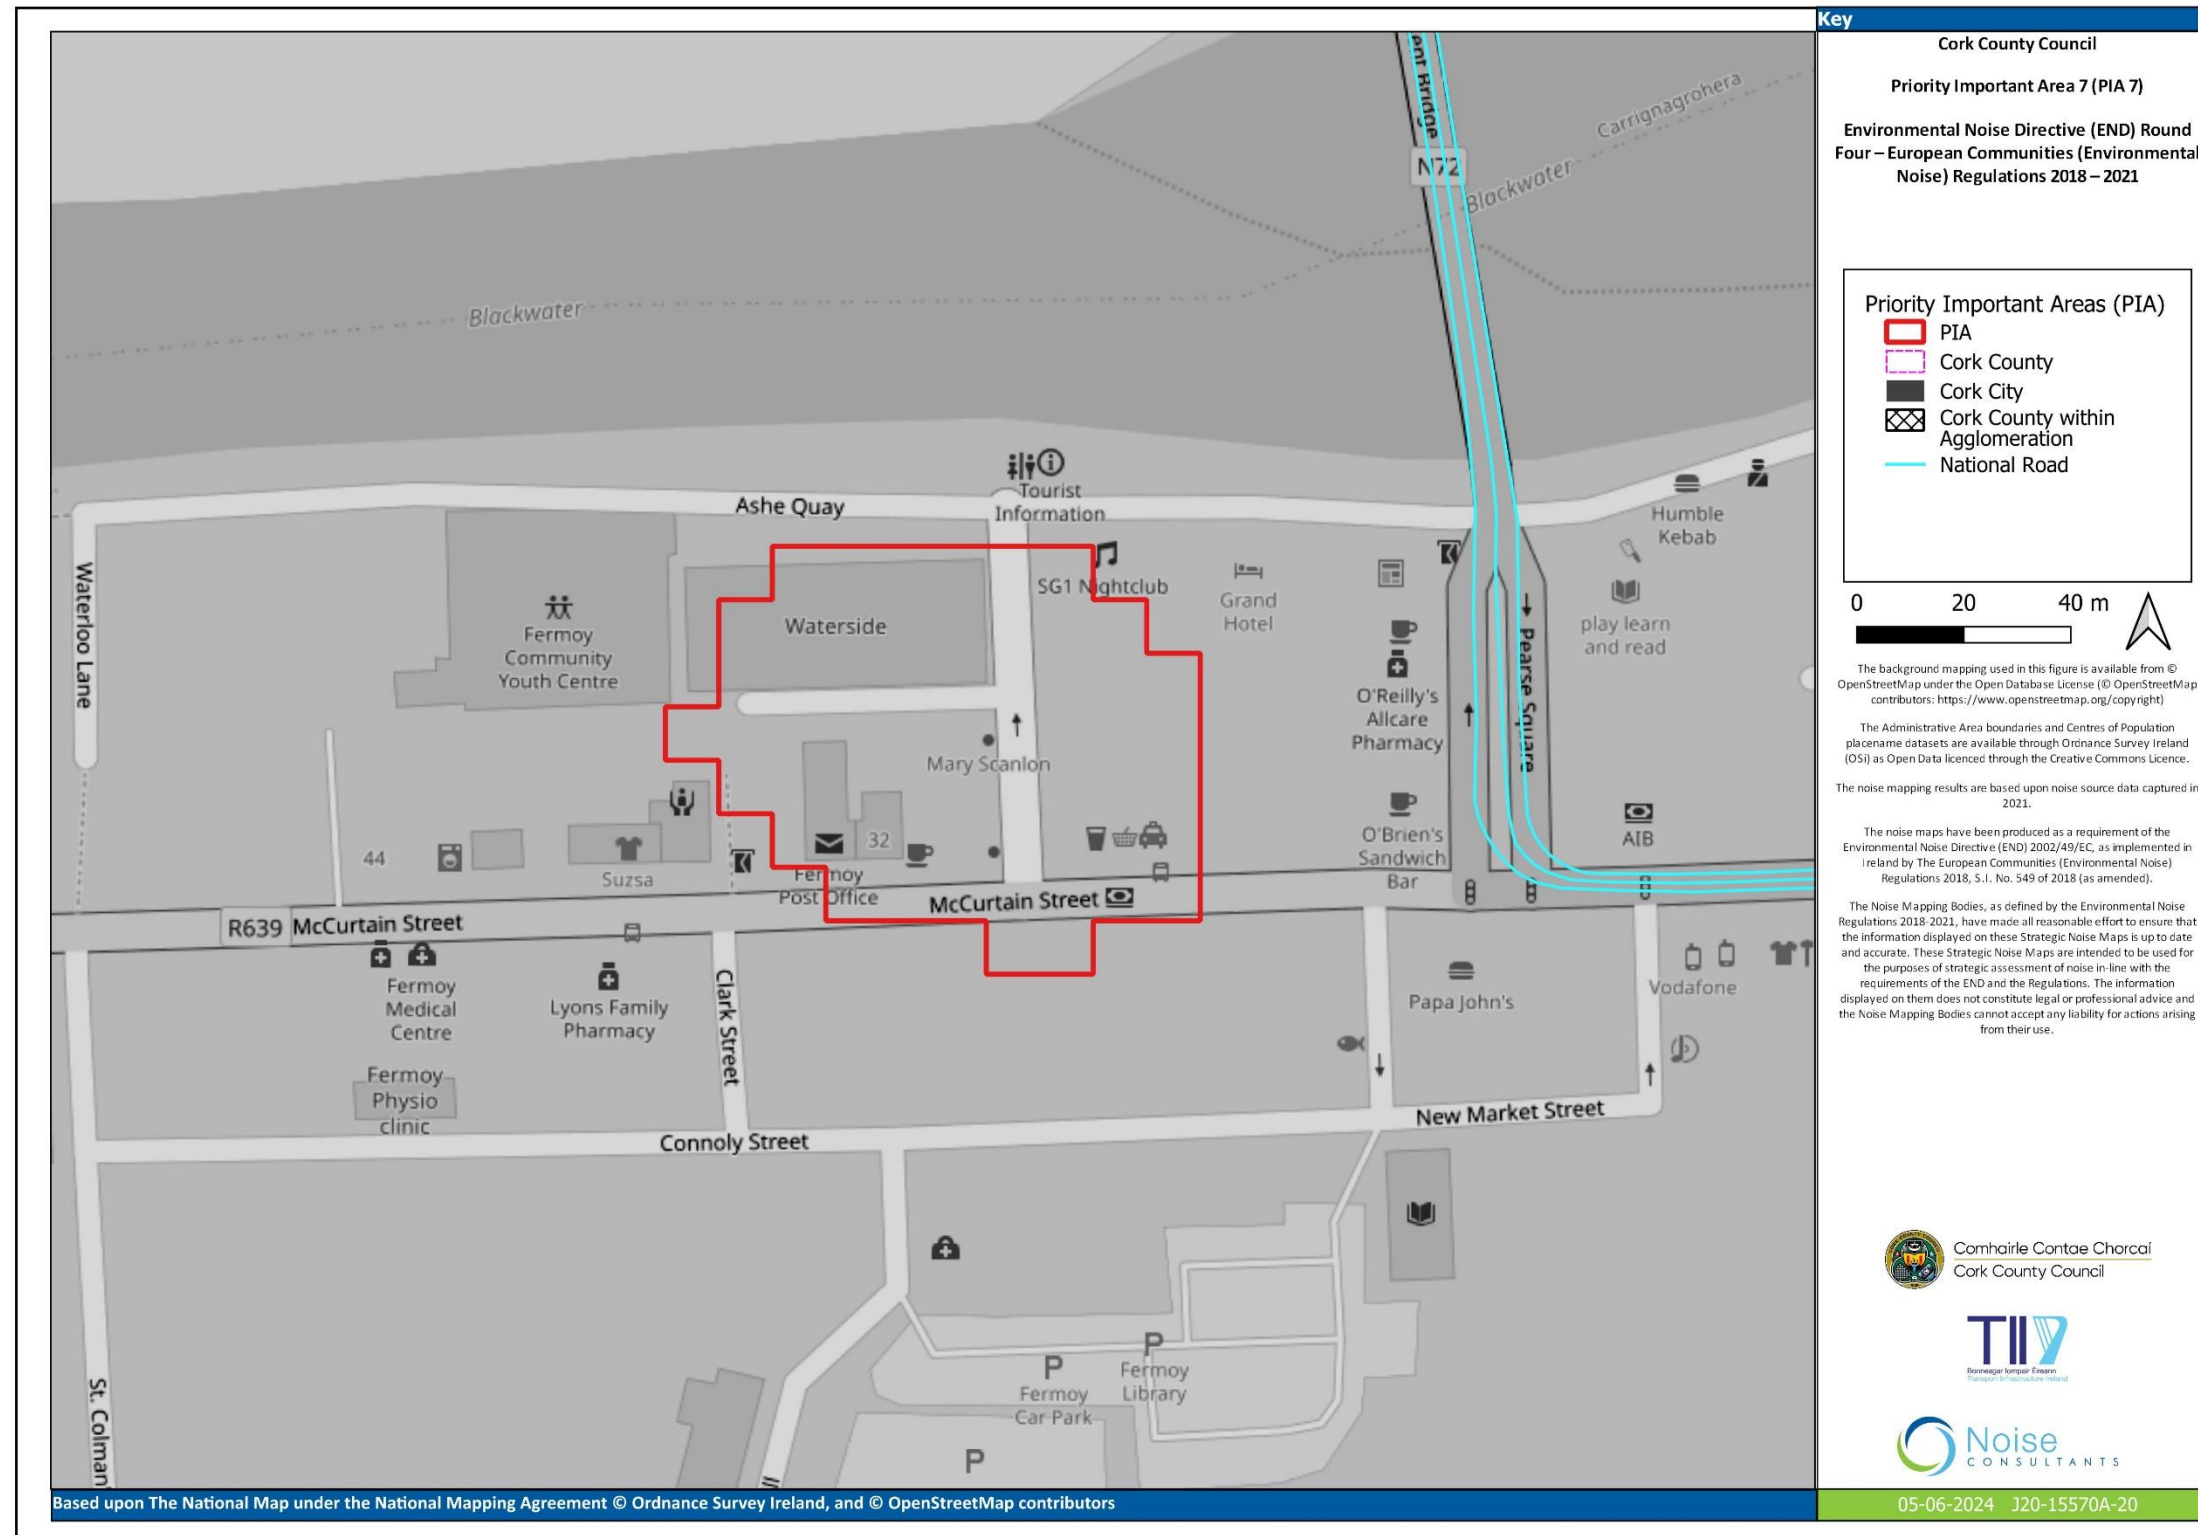 Key
Cork County Council
Priority Important Area 7 (PIA 7)
Environmental Noise Directive (END) Round
Four – European Communities (Environmental
Noise) Regulations 2018 – 2021
Priority Important Areas (PIA)
PIA
Cork County
Cork City
Cork County within
Agglomeration
National Road
0 20 40 m
The background mapping used in this figure is available from ©
OpenStreetMap under the Open Database License (© OpenStreetMap
contributors: https://www.openstreetmap.org/copyright)
The Administrative Area boundaries and Centres of Population
placename datasets are available through Ordnance Survey Ireland
(OSi) as Open Data licenced through the Creative Commons Licence.
The noise mapping results are based upon noise source data captured in
2021.
The noise maps have been produced as a requirement of the
Environmental Noise Directive (END) 2002/49/EC, as implemented in
Ireland by The European Communities (Environmental Noise)
Regulations 2018, S.I. No. 549 of 2018 (as amended).
The Noise Mapping Bodies, as defined by the Environmental Noise
Regulations 2018-2021, have made all reasonable effort to ensure that
the information displayed on these Strategic Noise Maps is up to date
and accurate. These Strategic Noise Maps are intended to be used for
the purposes of strategic assessment of noise in-line with the
requirements of the END and the Regulations. The information
displayed on them does not constitute legal or professional advice and
the Noise Mapping Bodies cannot accept any liability for actions arising
from their use.
Comhairle Contae Chorcaí
Cork County Council
TII
Bonneagar Iompair Éireann
Transport Infrastructure Ireland
Noise
CONSULTANTS
05-06-2024 J20-15570A-20
ent Bridge
N72
Carrignagrohera
Blackwater
Blackwater
Ashe Quay
Tourist
Information
Humble
Kebab
Waterloo Lane
SG1 Nightclub
Grand
Hotel
play learn
and read
Fermoy
Community
Youth Centre
Waterside
Pearse Square
O'Reilly's
Allcare
Pharmacy
Mary Scanlon
O'Brien's
Sandwich
Bar
AIB
44
Suzsa
32
Fermoy
Post Office
R639
McCurtain Street
McCurtain Street
Fermoy
Medical
Centre
Lyons Family
Pharmacy
Clark Street
Papa John's
Vodafone
Fermoy
Physio
clinic
Connoly Street
New Market Street
P
Fermoy
Car Park
P
Fermoy
Library
P
St. Colman
Based upon The National Map under the National Mapping Agreement © Ordnance Survey Ireland, and © OpenStreetMap contributors